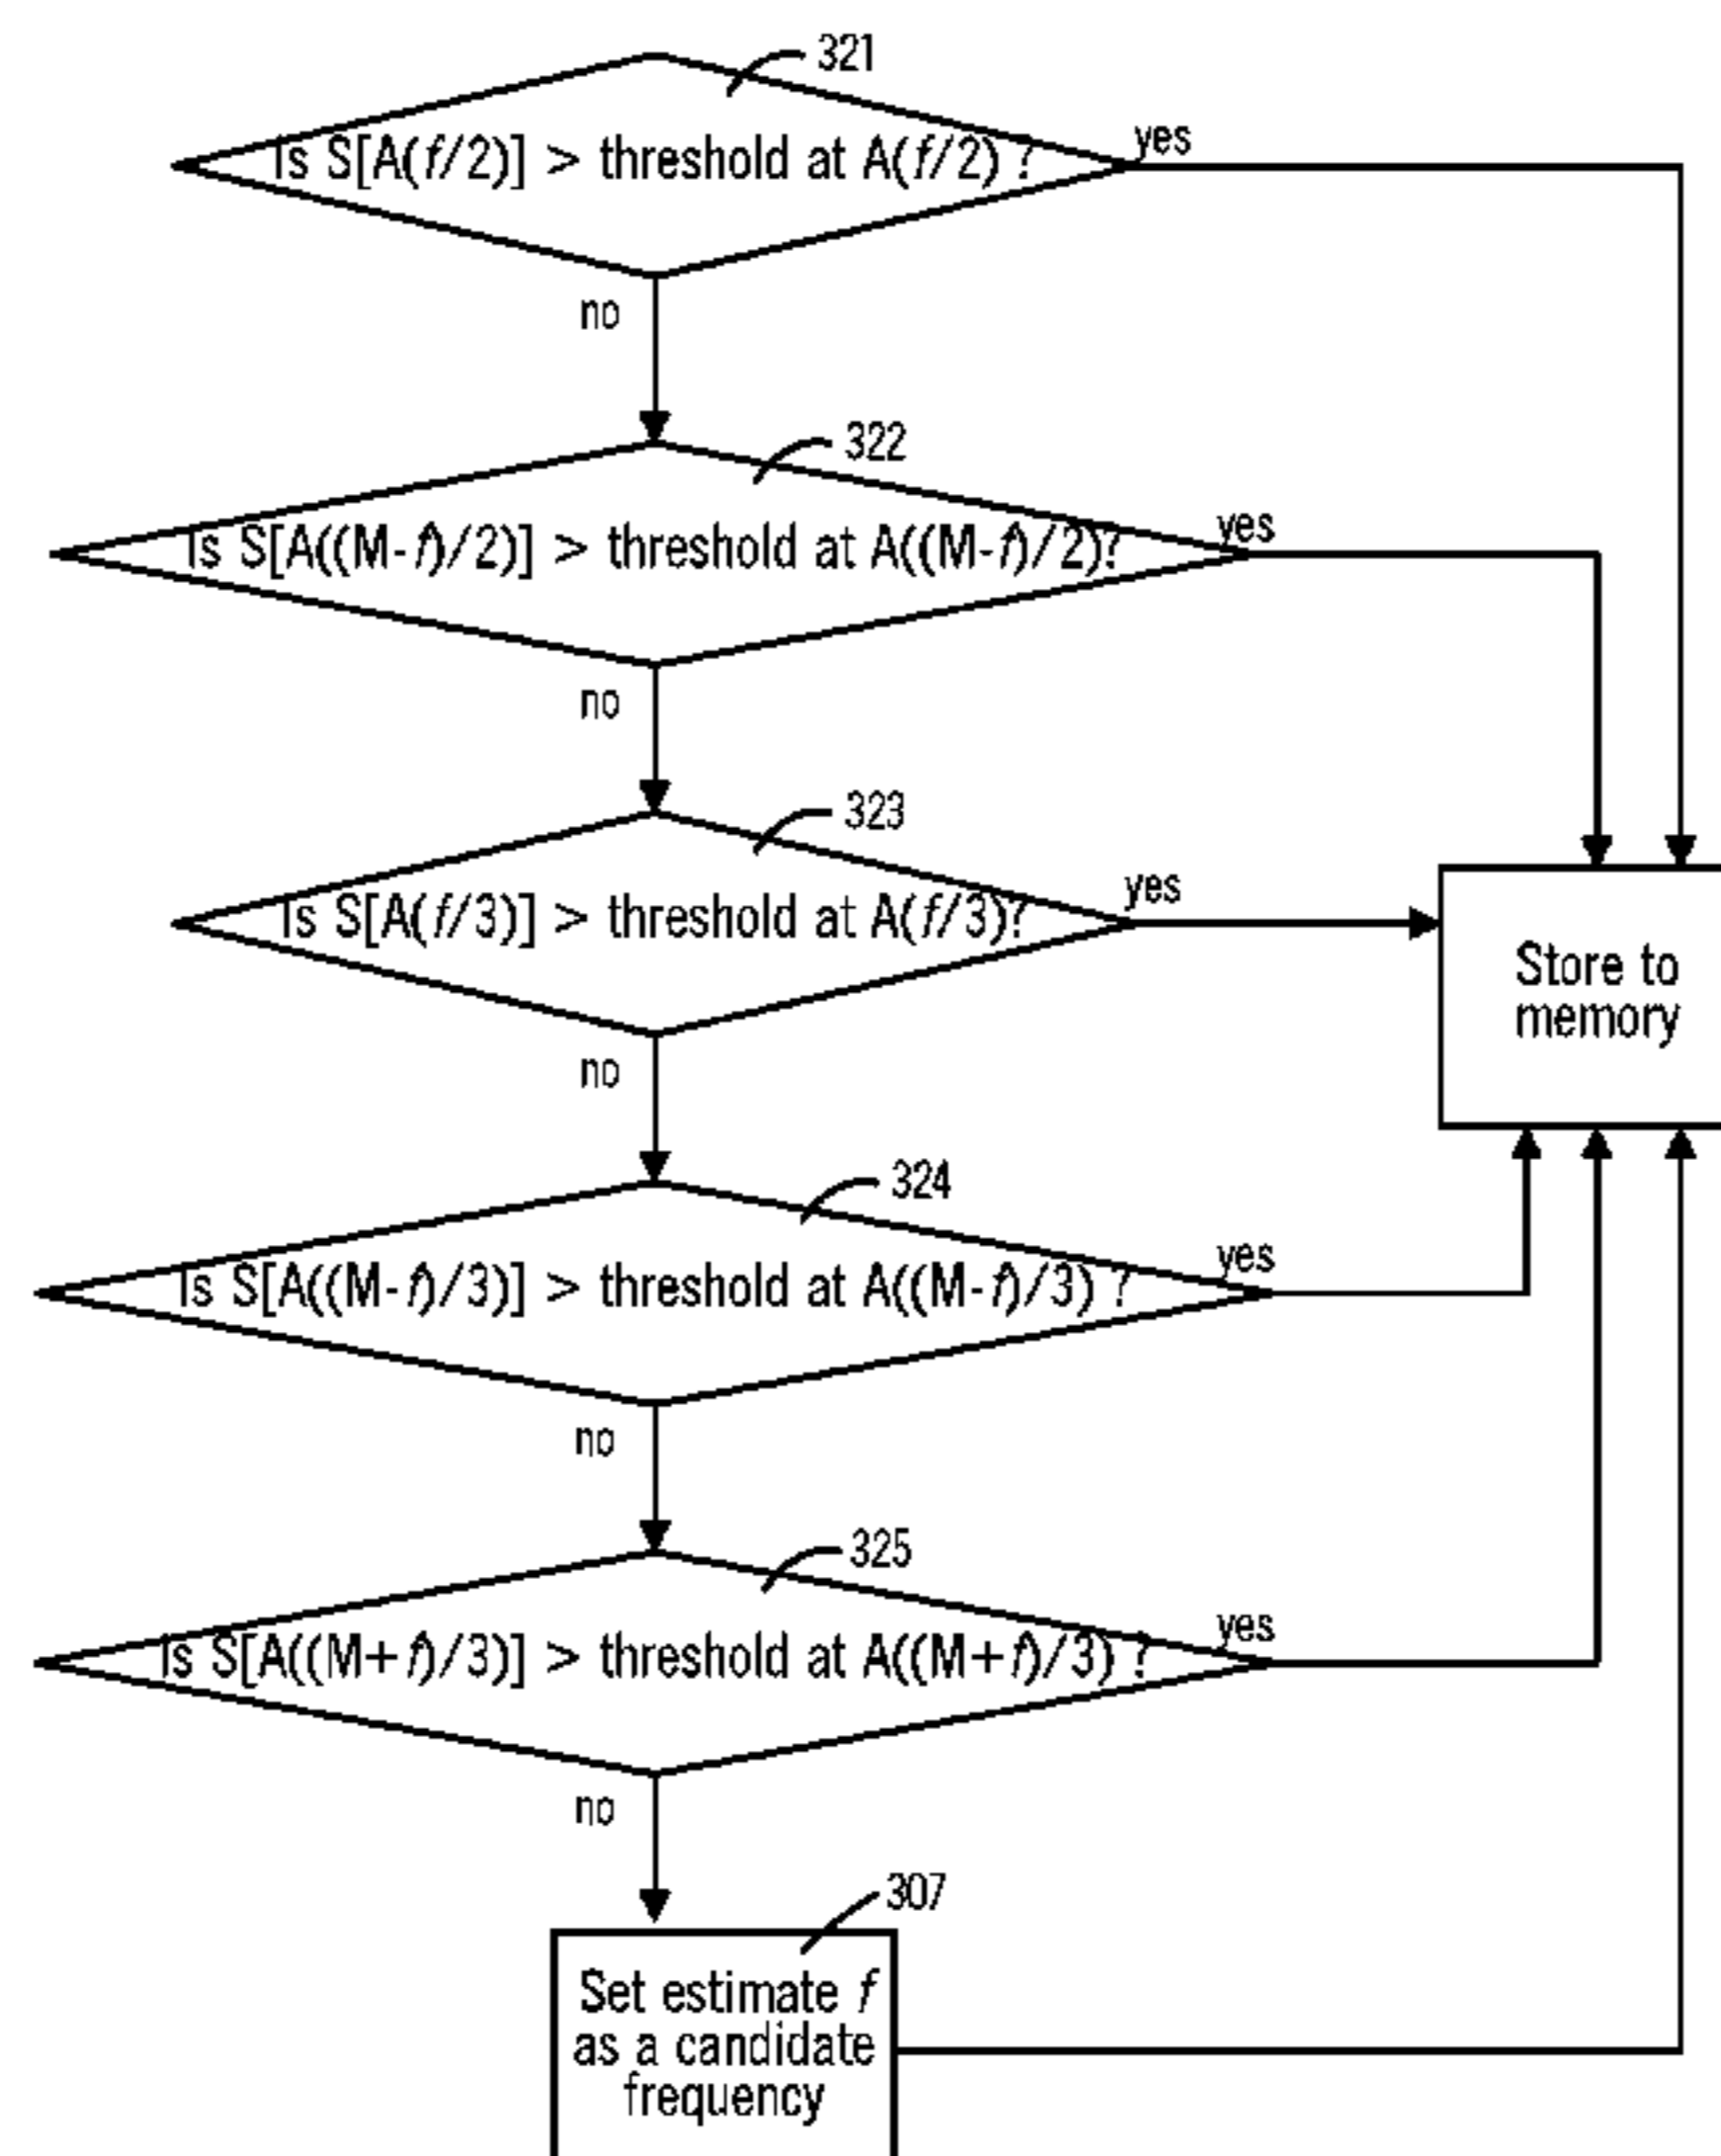 321
Is S[A(f/2)] > threshold at A(f/2) ?
yes
no
322
Is S[A((M-f)/2)] > threshold at A((M-f)/2)?
yes
no
323
Is S[A(f/3)] > threshold at A(f/3)?
yes
Store to
memory
no
324
Is S[A((M-f)/3)] > threshold at A((M-f)/3) ?
yes
no
325
Is S[A((M+f)/3)] > threshold at A((M+f)/3) ?
yes
no
307
Set estimate f
as a candidate
frequency